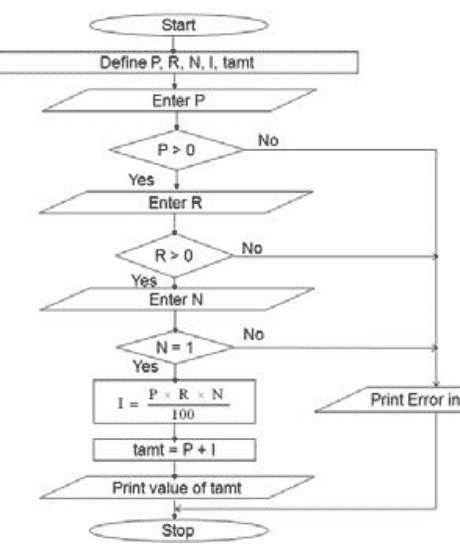 Start
Define P, R, N, I, tamt
Enter P
P > 0
No
Yes
Enter R
R > 0
No
Yes
Enter N
N = 1
No
Yes
I = P × R × N / 100
Print Error in
tamt = P + I
Print value of tamt
Stop